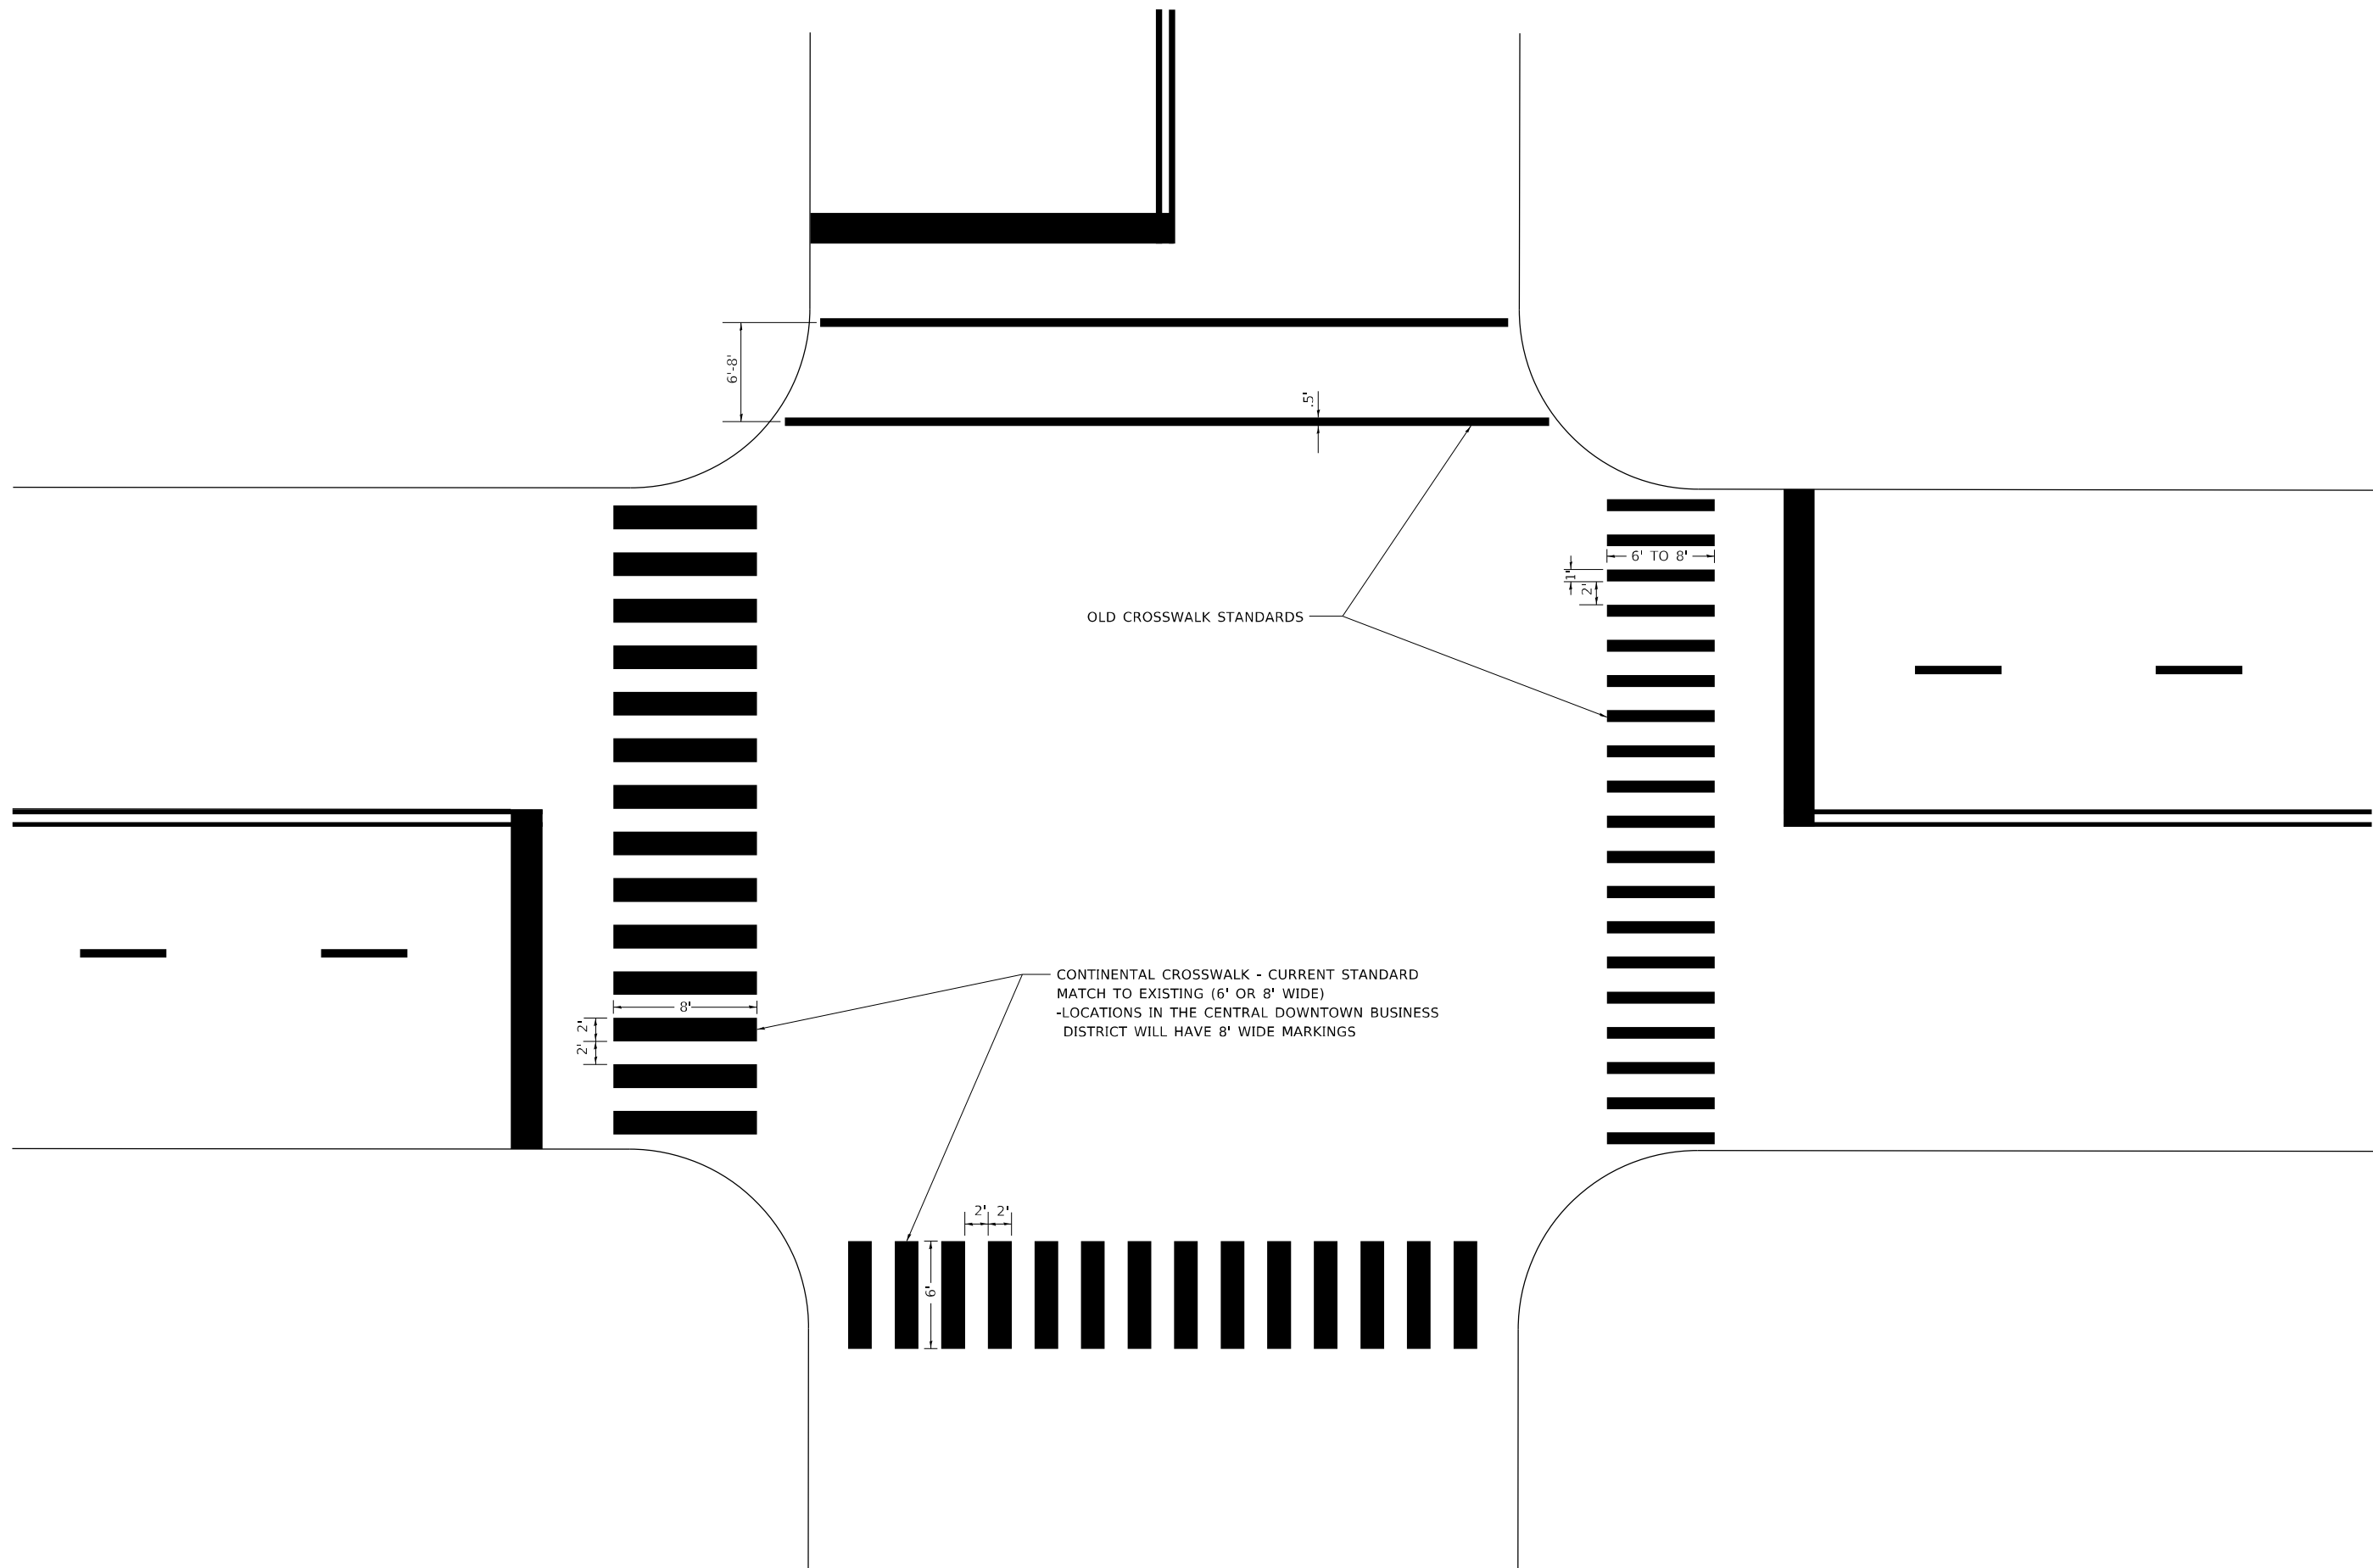 6'-8'
.5'
6' TO 8'
1'
2'
OLD CROSSWALK STANDARDS
CONTINENTAL CROSSWALK - CURRENT STANDARD
MATCH TO EXISTING (6' OR 8' WIDE)
-LOCATIONS IN THE CENTRAL DOWNTOWN BUSINESS
DISTRICT WILL HAVE 8' WIDE MARKINGS
8'
2'
2'
2' 2'
6'